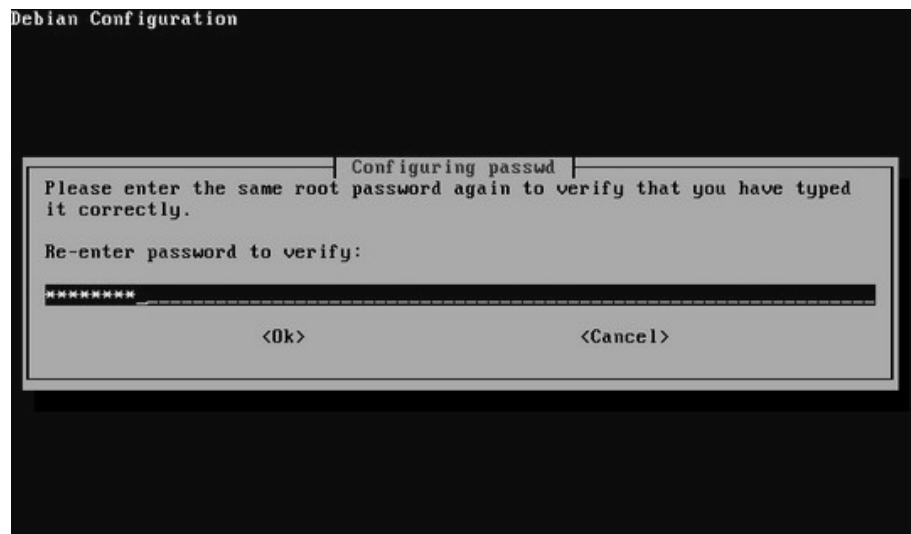 Debian Configuration
Configuring passwd
Please enter the same root password again to verify that you have typed
it correctly.
Re-enter password to verify:
********
<Ok> <Cancel>